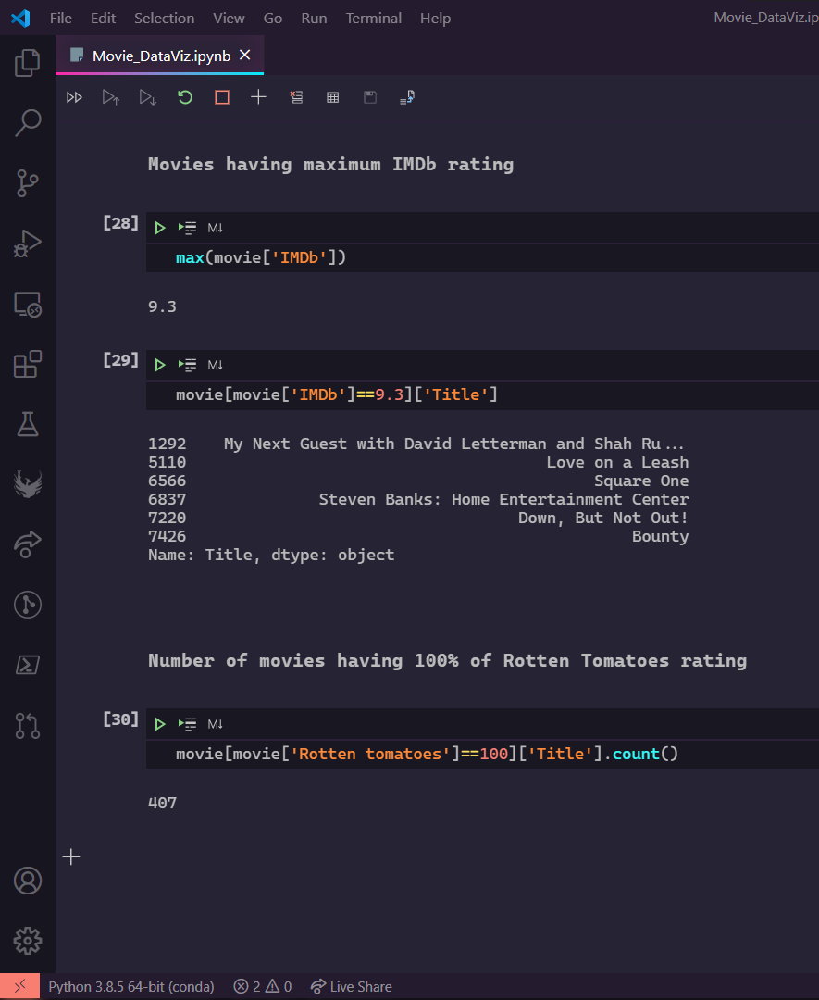 File Edit Selection View Go Run Terminal Help Movie_DataViz.ip
Movie_DataViz.ipynb
Movies having maximum IMDb rating
[28]
M↓
max(movie['IMDb'])
9.3
[29]
M↓
movie[movie['IMDb']==9.3]['Title']
1292 My Next Guest with David Letterman and Shah Ru...
5110 Love on a Leash
6566 Square One
6837 Steven Banks: Home Entertainment Center
7220 Down, But Not Out!
7426 Bounty
Name: Title, dtype: object
Number of movies having 100% of Rotten Tomatoes rating
[30]
M↓
movie[movie['Rotten tomatoes']==100]['Title'].count()
407
Python 3.8.5 64-bit (conda) 2 0 Live Share